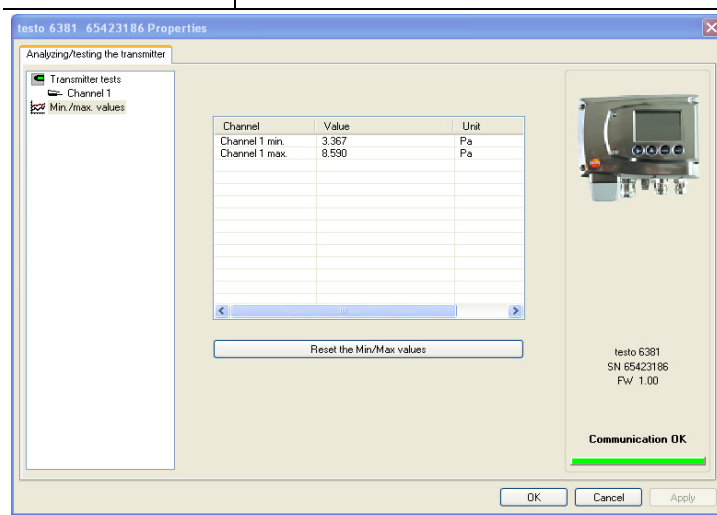 testo 6381 65423186 Properties
Analyzing/testing the transmitter
Transmitter tests
Channel 1
Min./max. values
Channel Value Unit
Channel 1 min. 3.367 Pa
Channel 1 max. 8.590 Pa
Reset the Min/Max values
testo 6381
SN 65423186
FW 1.00
Communication OK
OK Cancel Apply